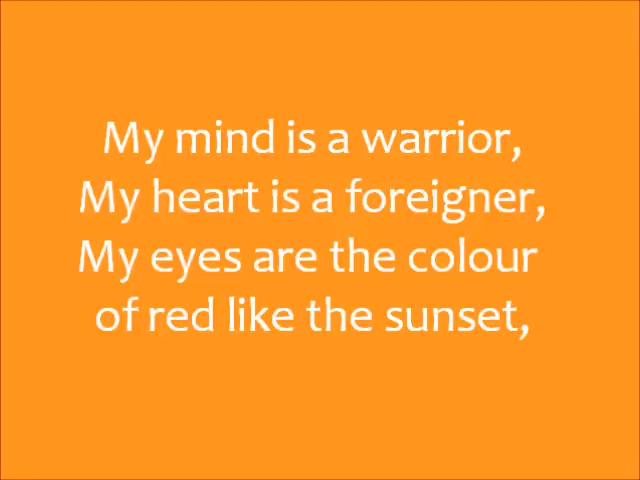 My mind is a warrior,
My heart is a foreigner,
My eyes are the colour
of red like the sunset,